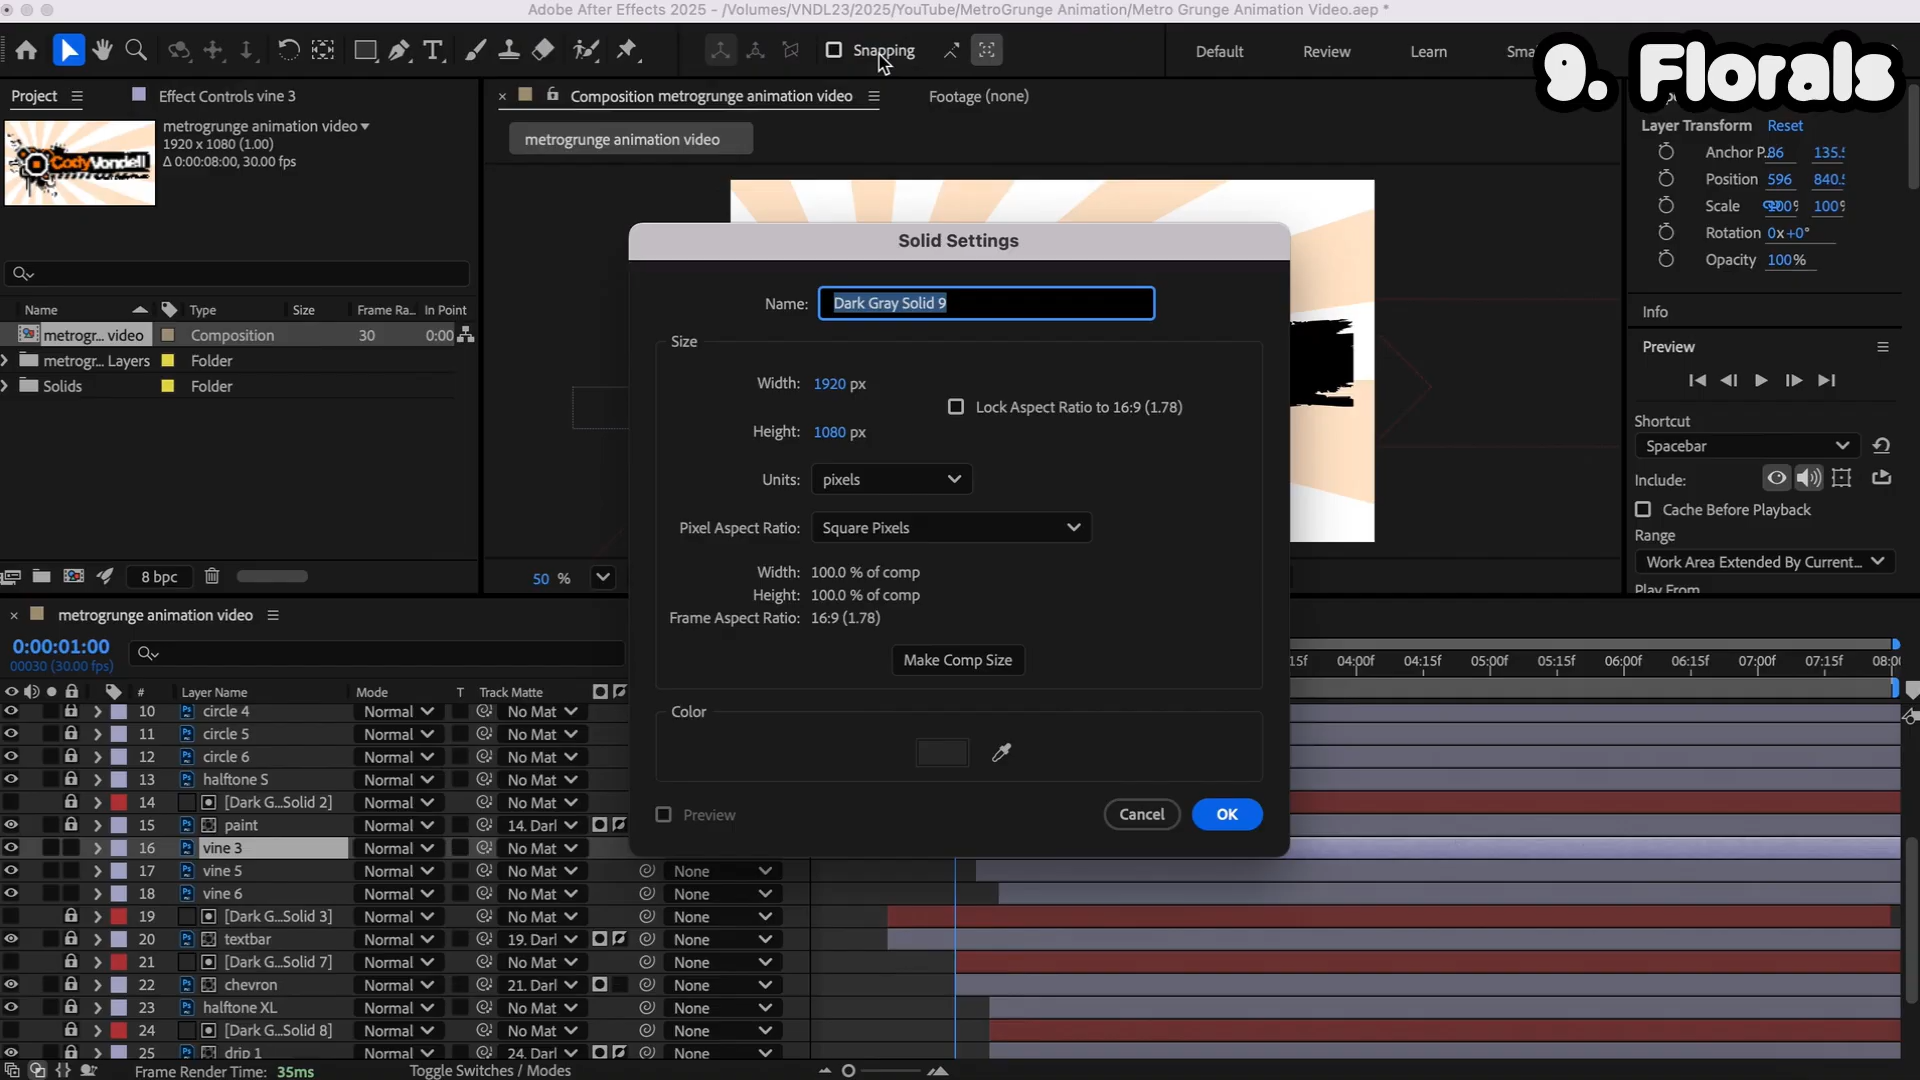 Adobe After Effects 2025 - /Volumes/VNDL23/2025/YouTube/MetroGrunge Animation/Metro Grunge Animation Video.aep *
Snapping
Default
Review
Learn
9. Florals
Project
Effect Controls vine 3
Composition metrogrunge animation video
Footage (none)
metrogrunge animation video
1920 x 1080 (1.00)
Δ 0:00:08:00, 30.00 fps
CodyVondell
metrogrunge animation video
Layer Transform Reset
Anchor P.. 86 135.5
Position 596 840.5
Scale 100% 100%
Rotation 0x+0°
Opacity 100%
Info
Preview
Shortcut
Spacebar
Include:
Cache Before Playback
Range
Work Area Extended By Current...
Play From
Name Type Size Frame Ra... In Point
metrogr... video Composition 30 0:00
metrogr... Layers Folder
Solids Folder
8 bpc
50 %
Solid Settings
Name: Dark Gray Solid 9
Size
Width: 1920 px
Lock Aspect Ratio to 16:9 (1.78)
Height: 1080 px
Units: pixels
Pixel Aspect Ratio: Square Pixels
Width: 100.0 % of comp
Height: 100.0 % of comp
Frame Aspect Ratio: 16:9 (1.78)
Make Comp Size
Color
Preview
Cancel
OK
metrogrunge animation video
0:00:01:00
00030 (30.00 fps)
15f 04:00f 04:15f 05:00f 05:15f 06:00f 06:15f 07:00f 07:15f 08:00
# Layer Name Mode T Track Matte
10 circle 4 Normal No Mat
11 circle 5 Normal No Mat
12 circle 6 Normal No Mat
13 halftone S Normal No Mat
14 [Dark G...Solid 2] Normal No Mat
15 paint Normal 14. Darl
16 vine 3 Normal No Mat
17 vine 5 Normal No Mat None
18 vine 6 Normal No Mat None
19 [Dark G...Solid 3] Normal No Mat None
20 textbar Normal 19. Darl None
21 [Dark G...Solid 7] Normal No Mat None
22 chevron Normal 21. Darl None
23 halftone XL Normal No Mat None
24 [Dark G...Solid 8] Normal No Mat None
25 drip 1 Normal 24. Darl None
Frame Render Time: 35ms
Toggle Switches / Modes